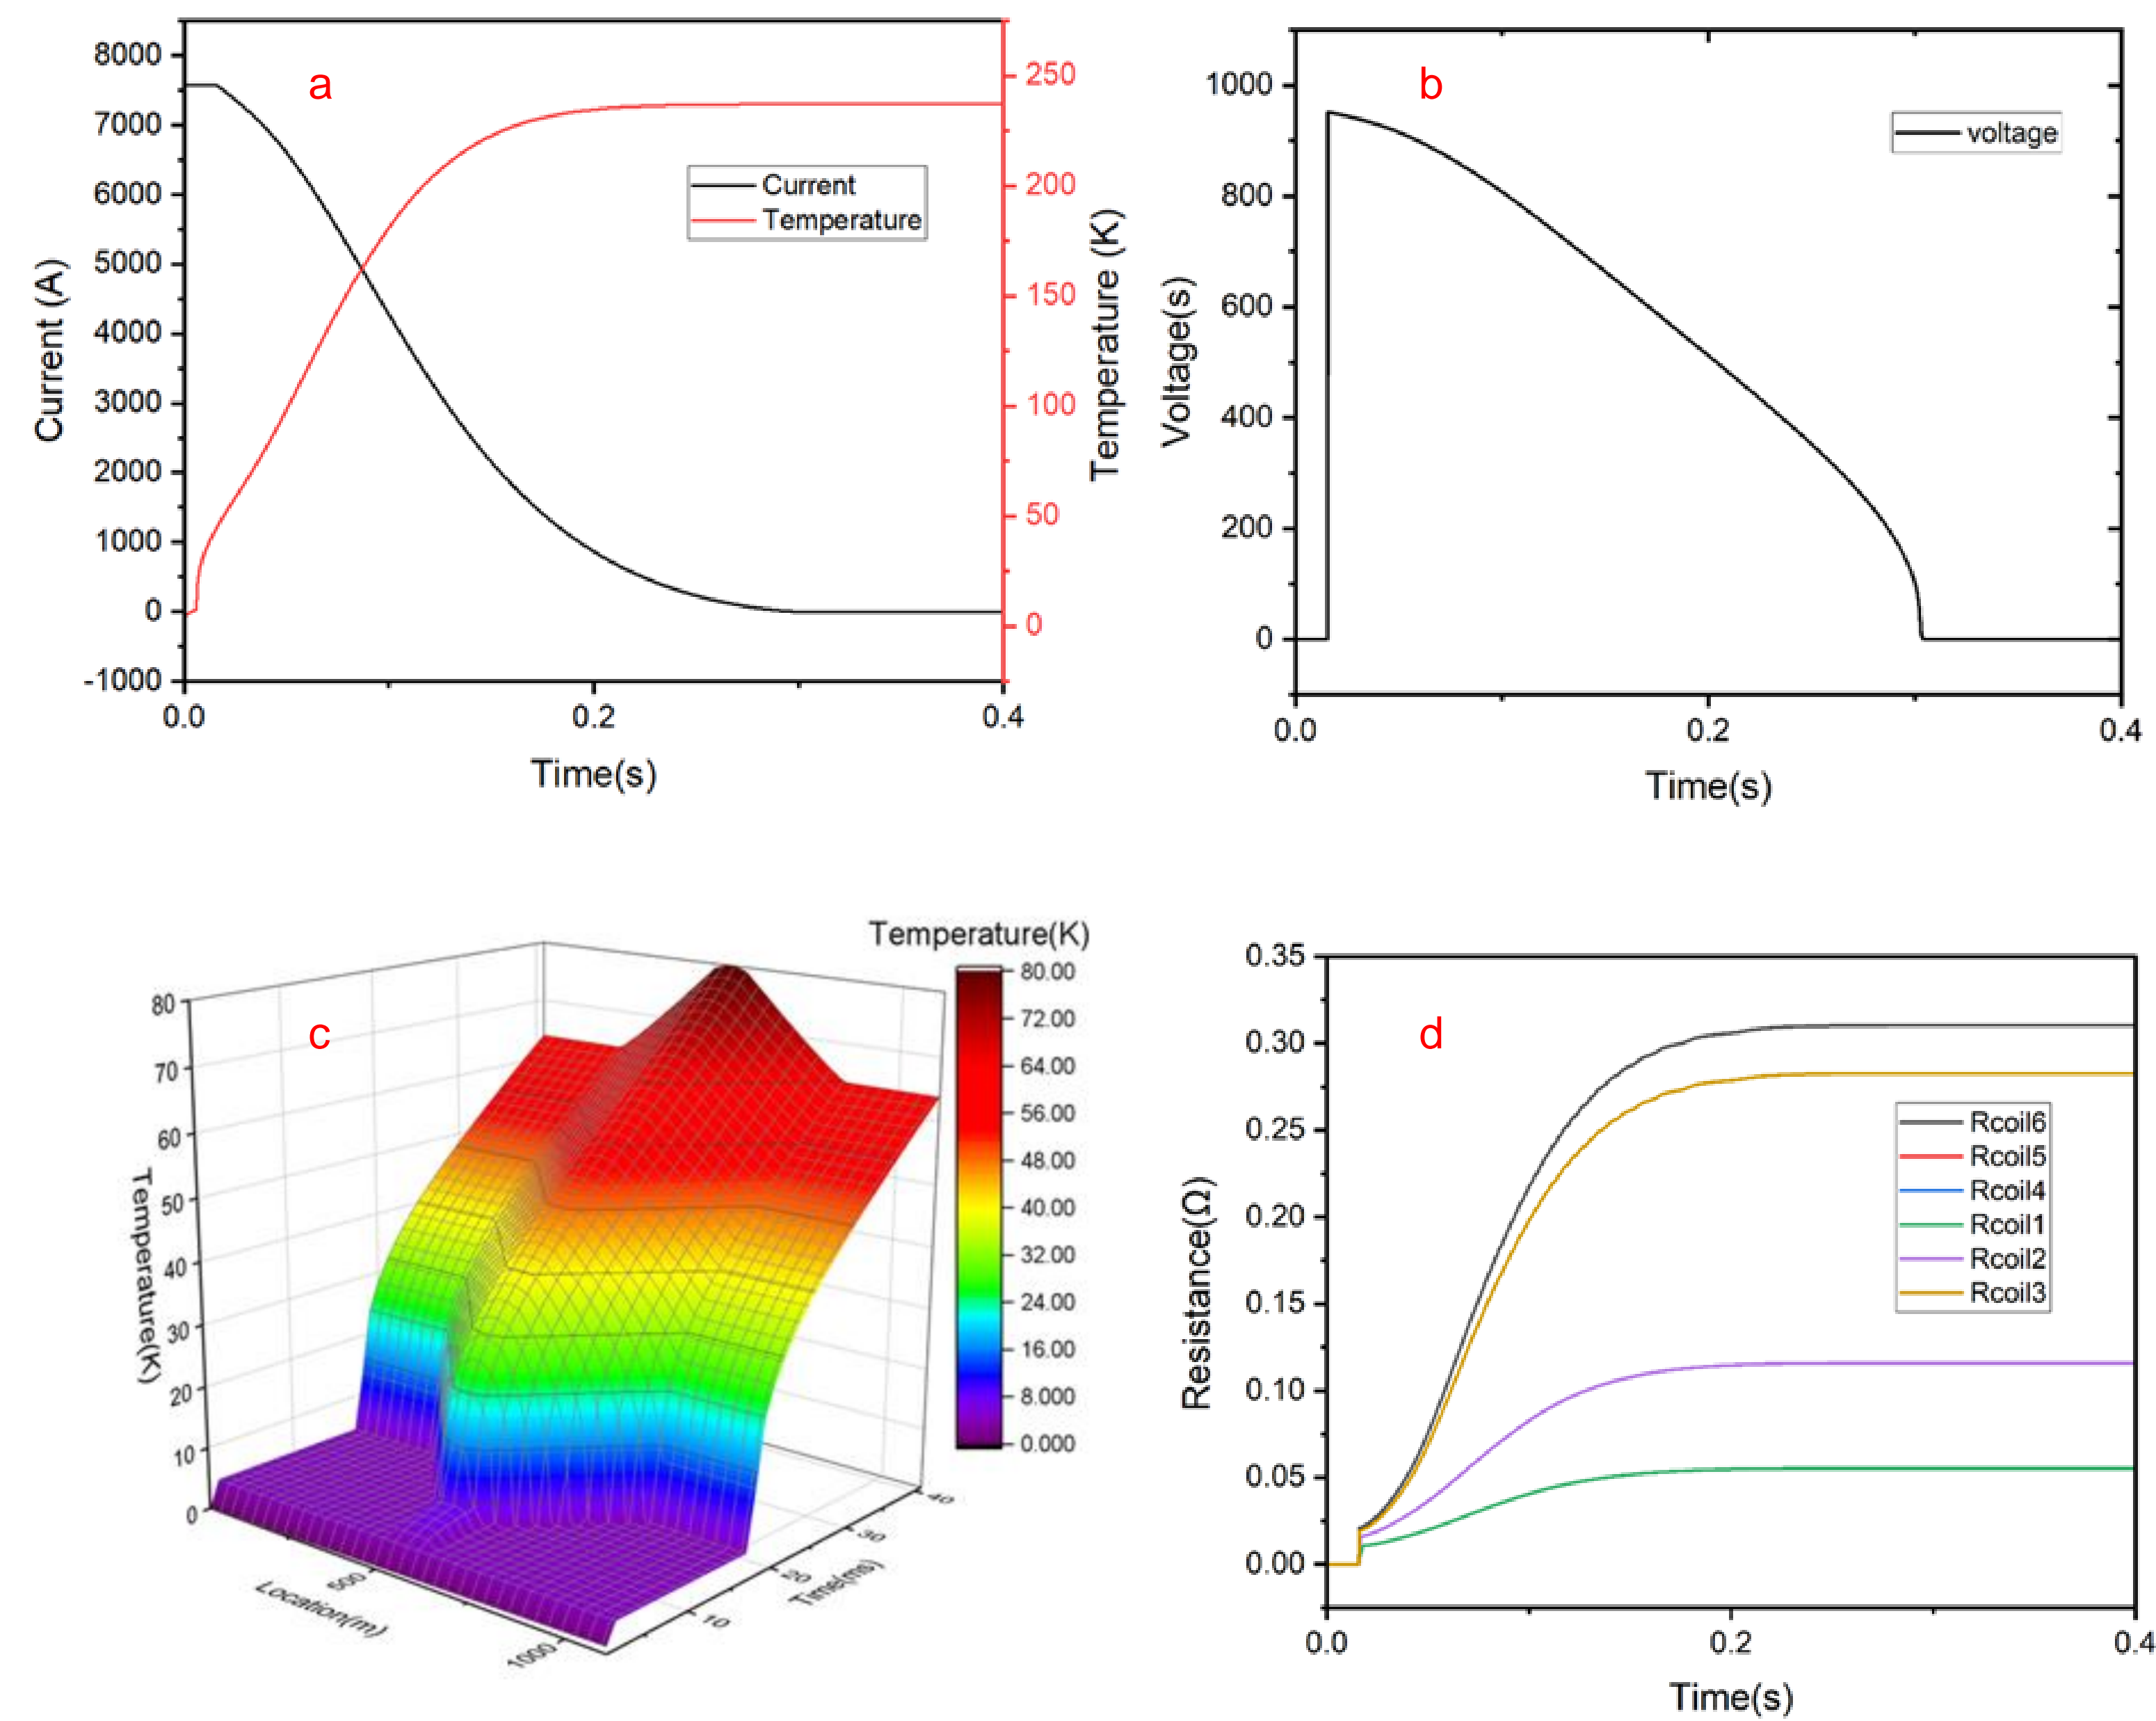 a
8000
7000
6000
5000
4000
3000
2000
1000
0
-1000
Current (A)
250
200
150
100
50
0
Temperature (K)
Current
Temperature
0.0
0.2
0.4
Time(s)
b
1000
800
600
400
200
0
Voltage(s)
voltage
0.0
0.2
0.4
Time(s)
c
Temperature(K)
80
70
60
50
40
30
20
10
0
Temperature(K)
80.00
72.00
64.00
56.00
48.00
40.00
32.00
24.00
16.00
8.000
0.000
500
1000
Location(m)
10
20
30
40
Time(ms)
d
0.35
0.30
0.25
0.20
0.15
0.10
0.05
0.00
Resistance(Ω)
Rcoil6
Rcoil5
Rcoil4
Rcoil1
Rcoil2
Rcoil3
0.0
0.2
0.4
Time(s)